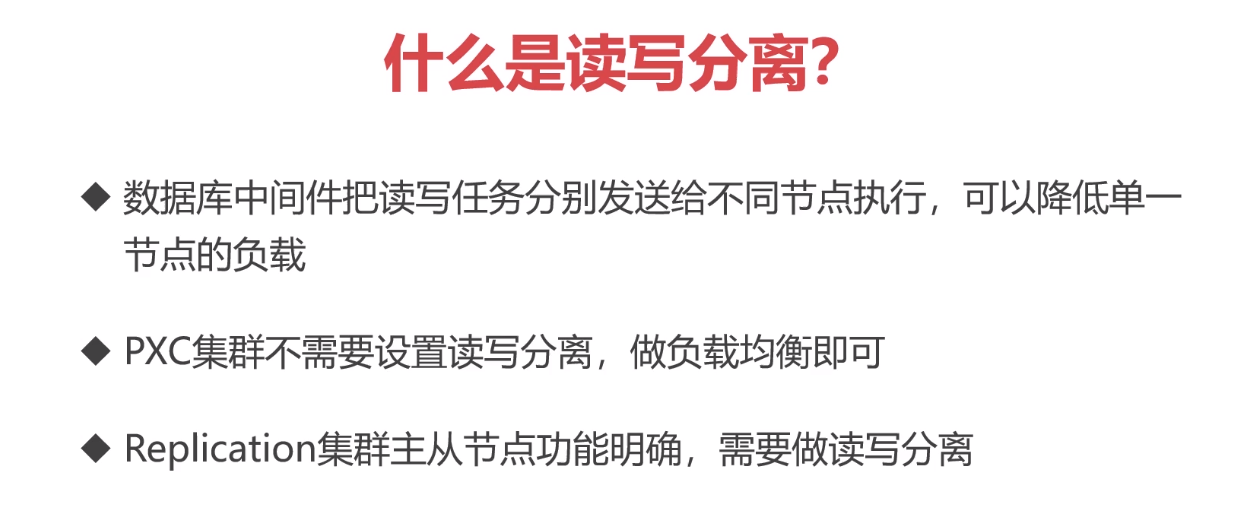 什么是读写分离?
◆ 数据库中间件把读写任务分别发送给不同节点执行，可以降低单一
节点的负载
◆ PXC集群不需要设置读写分离，做负载均衡即可
◆ Replication集群主从节点功能明确，需要做读写分离